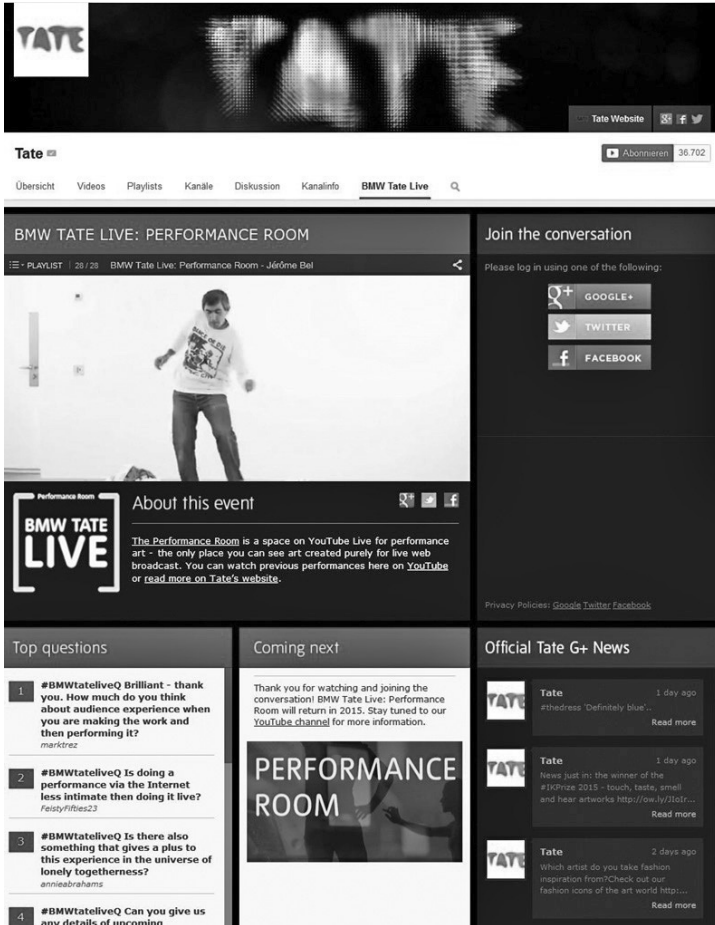 TATE
Tate Website
Tate
Abonnieren 36.702
Übersicht Videos Playlists Kanäle Diskussion Kanalinfo BMW Tate Live
BMW TATE LIVE: PERFORMANCE ROOM
PLAYLIST 28 / 28 BMW Tate Live: Performance Room - Jérôme Bel
DANCE OR DIE
Performance Room
BMW TATE
LIVE
About this event
The Performance Room is a space on YouTube Live for performance
art - the only place you can see art created purely for live web
broadcast. You can watch previous performances here on YouTube
or read more on Tate's website.
Join the conversation
Please log in using one of the following:
GOOGLE+
TWITTER
FACEBOOK
Privacy Policies: Google Twitter Facebook
Top questions
1 #BMWtateliveQ Brilliant - thank
you. How much do you think
about audience experience when
you are making the work and
then performing it?
marktrez
2 #BMWtateliveQ Is doing a
performance via the Internet
less intimate then doing it live?
FeistyFifties23
3 #BMWtateliveQ Is there also
something that gives a plus to
this experience in the universe of
lonely togetherness?
annieabrahams
4 #BMWtateliveQ Can you give us
any details of upcoming
Coming next
Thank you for watching and joining the
conversation! BMW Tate Live: Performance
Room will return in 2015. Stay tuned to our
YouTube channel for more information.
PERFORMANCE
ROOM
Official Tate G+ News
TATE
Tate 1 day ago
#thedress 'Definitely blue'..
Read more
TATE
Tate 1 day ago
News just in: the winner of the
#IKPrize 2015 - touch, taste, smell
and hear artworks http://ow.ly/JIoIr...
Read more
TATE
Tate 2 days ago
Which artist do you take fashion
inspiration from?Check out our
fashion icons of the art world http:...
Read more